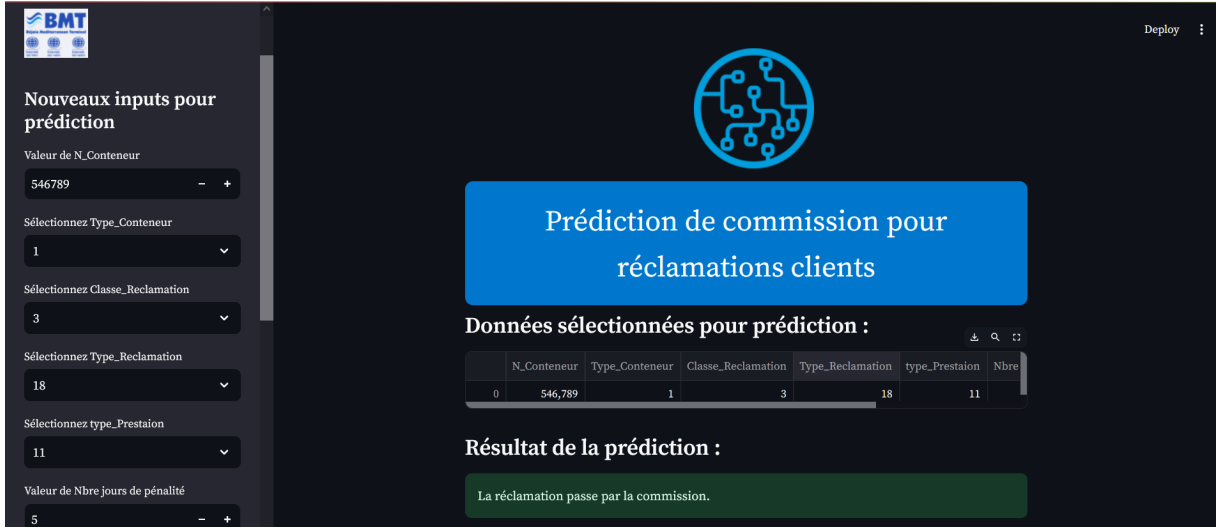 BMT
Bejaia Mediterranean Terminal
Nouveaux inputs pour
prédiction
Valeur de N_Conteneur
546789 - +
Sélectionnez Type_Conteneur
1
Sélectionnez Classe_Reclamation
3
Sélectionnez Type_Reclamation
18
Sélectionnez type_Prestaion
11
Valeur de Nbre jours de pénalité
5 - +
Deploy
Prédiction de commission pour
réclamations clients
Données sélectionnées pour prédiction :
N_Conteneur Type_Conteneur Classe_Reclamation Type_Reclamation type_Prestaion Nbre
0 546,789 1 3 18 11
Résultat de la prédiction :
La réclamation passe par la commission.